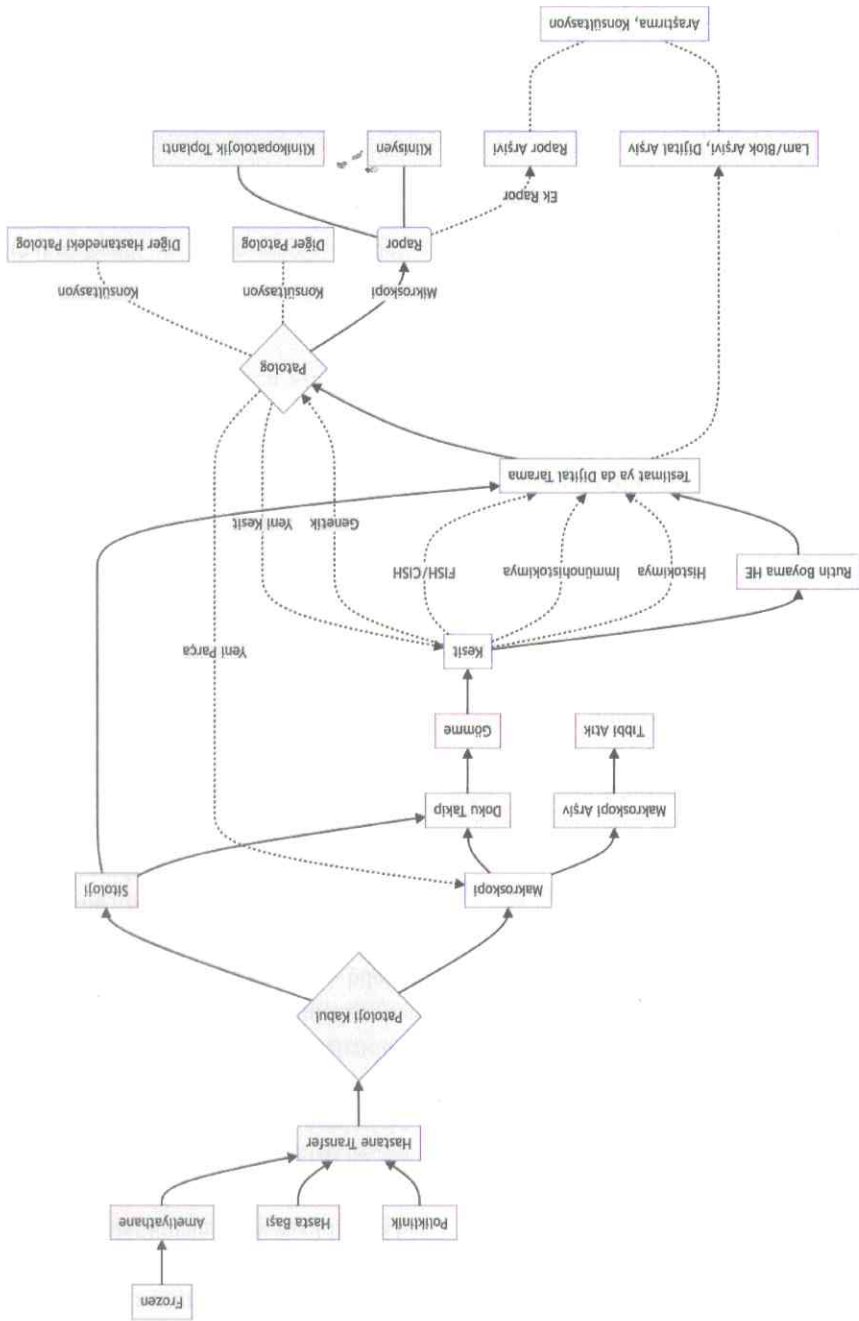 Frozen
Poliklinik
Hasta Başı
Ameliyathane
Hastane Transfer
Patoloji Kabul
Makroskopi
Sitoloji
Makroskopi Arşiv
Doku Takip
Yeni Parça
Tıbbi Atık
Gömme
Kesit
Rutin Boyama HE
Histokimya
İmmünohistokimya
FISH/CISH
Genetik
Yeni Kesit
Teslimat ya da Dijital Tarama
Patolog
Mikroskopi
Konsültasyon
Konsültasyon
Rapor
Diğer Patolog
Diğer Hastanedeki Patolog
Ek Rapor
Lam/Blok Arşivi, Dijital Arşiv
Rapor Arşivi
Klinisyen
Klinikopatolojik Toplantı
Araştırma, Konsültasyon